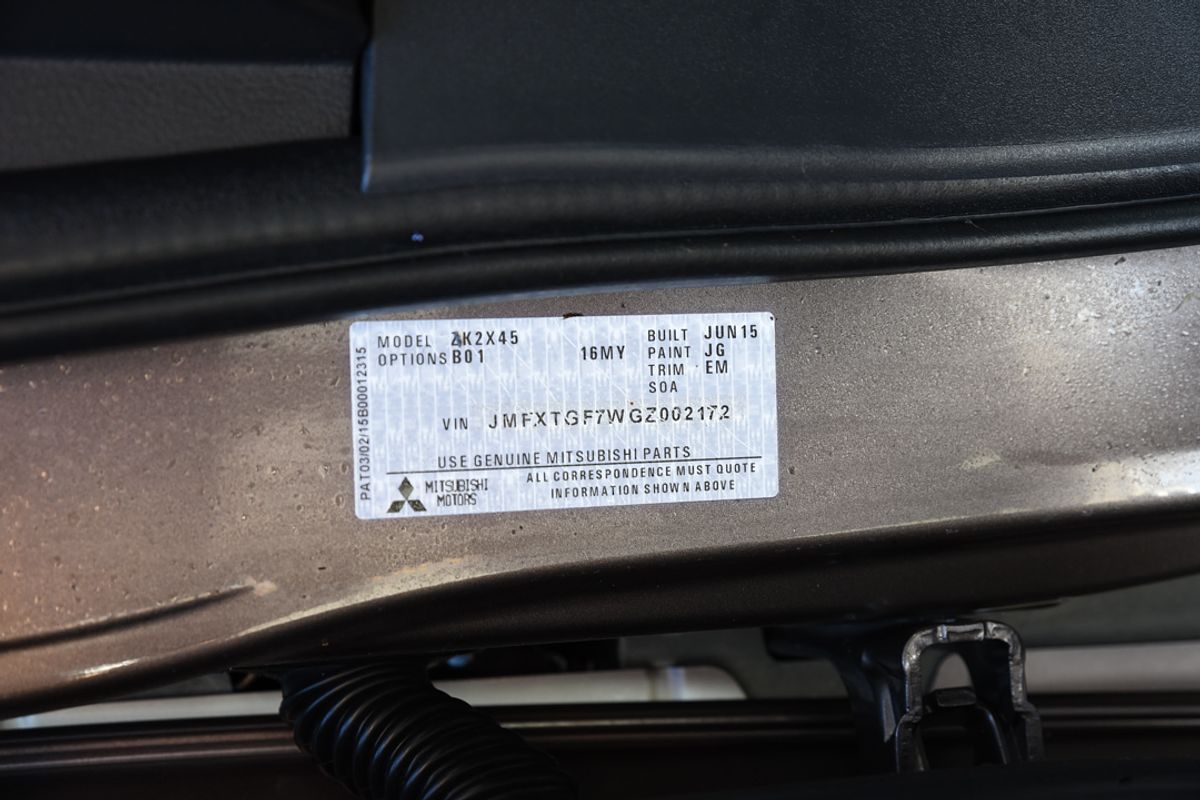 MODEL ZK2X45
OPTIONS B01
16MY
BUILT JUN15
PAINT JG
TRIM EM
SOA
VIN JMFXTGF7WGZ002172
USE GENUINE MITSUBISHI PARTS
MITSUBISHI
MOTORS
ALL CORRESPONDENCE MUST QUOTE
INFORMATION SHOWN ABOVE
PAT03/02/15B00012315